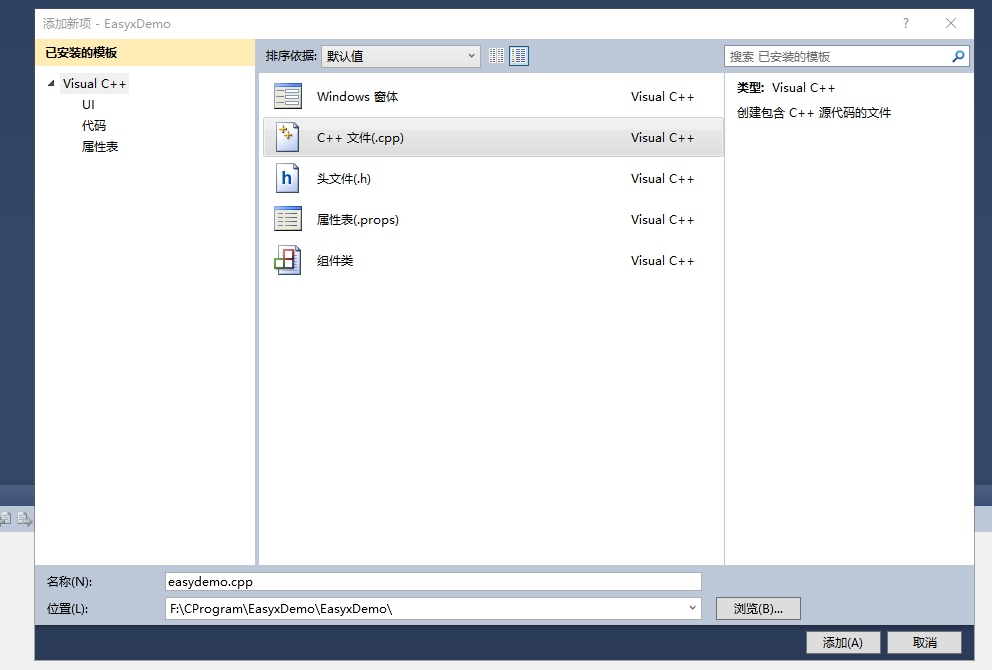 添加新项 - EasyxDemo
已安装的模板
Visual C++
UI
代码
属性表
排序依据: 默认值
搜索 已安装的模板
Windows 窗体 Visual C++
C++ 文件(.cpp) Visual C++
头文件(.h) Visual C++
属性表(.props) Visual C++
组件类 Visual C++
类型: Visual C++
创建包含 C++ 源代码的文件
名称(N): easydemo.cpp
位置(L): F:\CProgram\EasyxDemo\EasyxDemo\ 浏览(B)...
添加(A) 取消